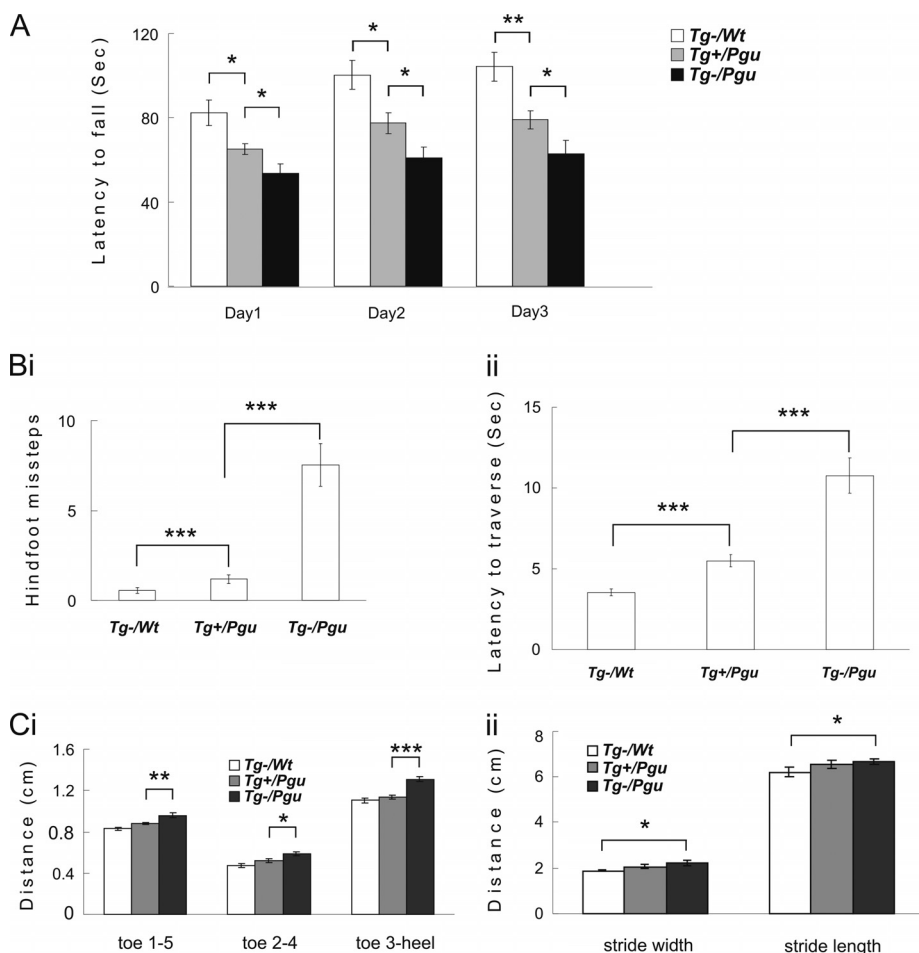 A
Latency to fall (Sec)
120
80
40
0
* * * * ** *
Day1 Day2 Day3
Tg-/Wt
Tg+/Pgu
Tg-/Pgu
Bi
Hindfoot missteps
10
5
0
***
***
Tg-/Wt Tg+/Pgu Tg-/Pgu
ii
Latency to traverse (Sec)
15
10
5
0
***
***
Tg-/Wt Tg+/Pgu Tg-/Pgu
Ci
Distance (cm)
1.6
1.2
0.8
0.4
0
Tg-/Wt
Tg+/Pgu
Tg-/Pgu
** * ***
toe 1-5 toe 2-4 toe 3-heel
ii
Distance (cm)
8
6
4
2
0
Tg-/Wt
Tg+/Pgu
Tg-/Pgu
* *
stride width stride length